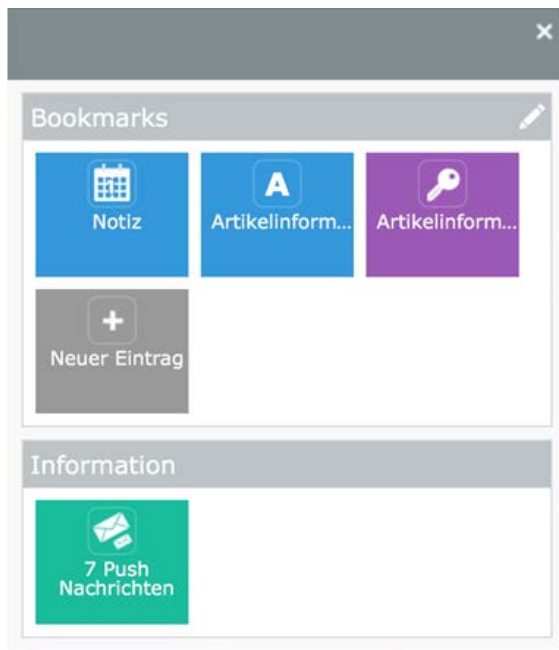 Bookmarks
Notiz
A
Artikelinform...
Artikelinform...
Neuer Eintrag
Information
7 Push
Nachrichten